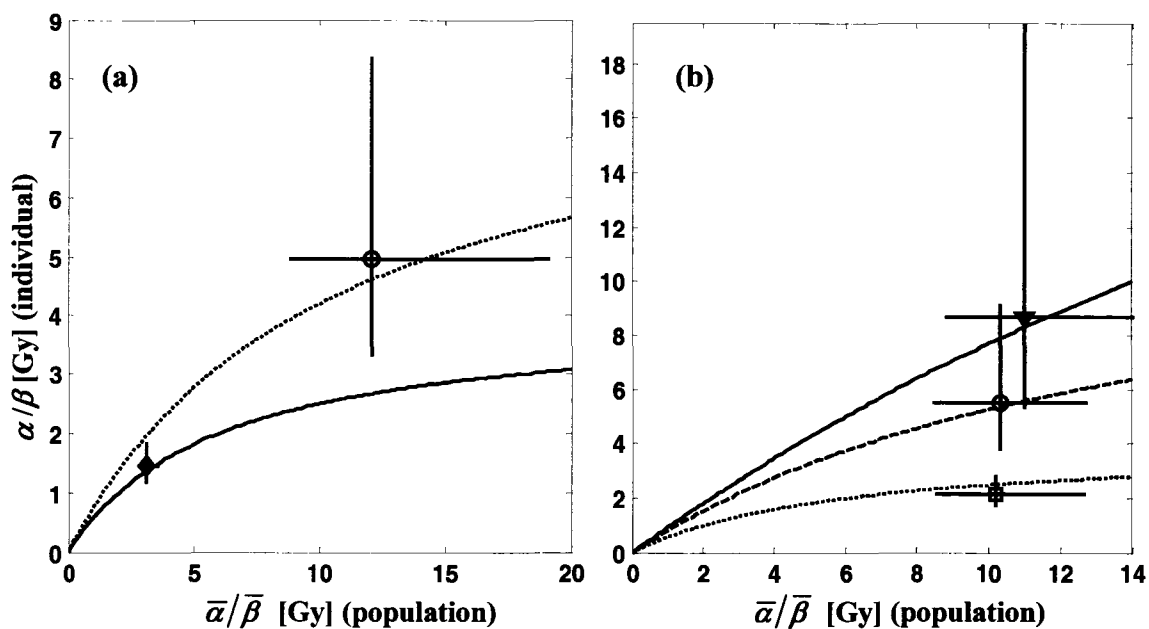 (a)
9
8
7
6
5
4
3
2
1
0
0 5 10 15 20
α/β [Gy] (individual)
ᾱ/β̄ [Gy] (population)
(b)
18
16
14
12
10
8
6
4
2
0
0 2 4 6 8 10 12 14
ᾱ/β̄ [Gy] (population)